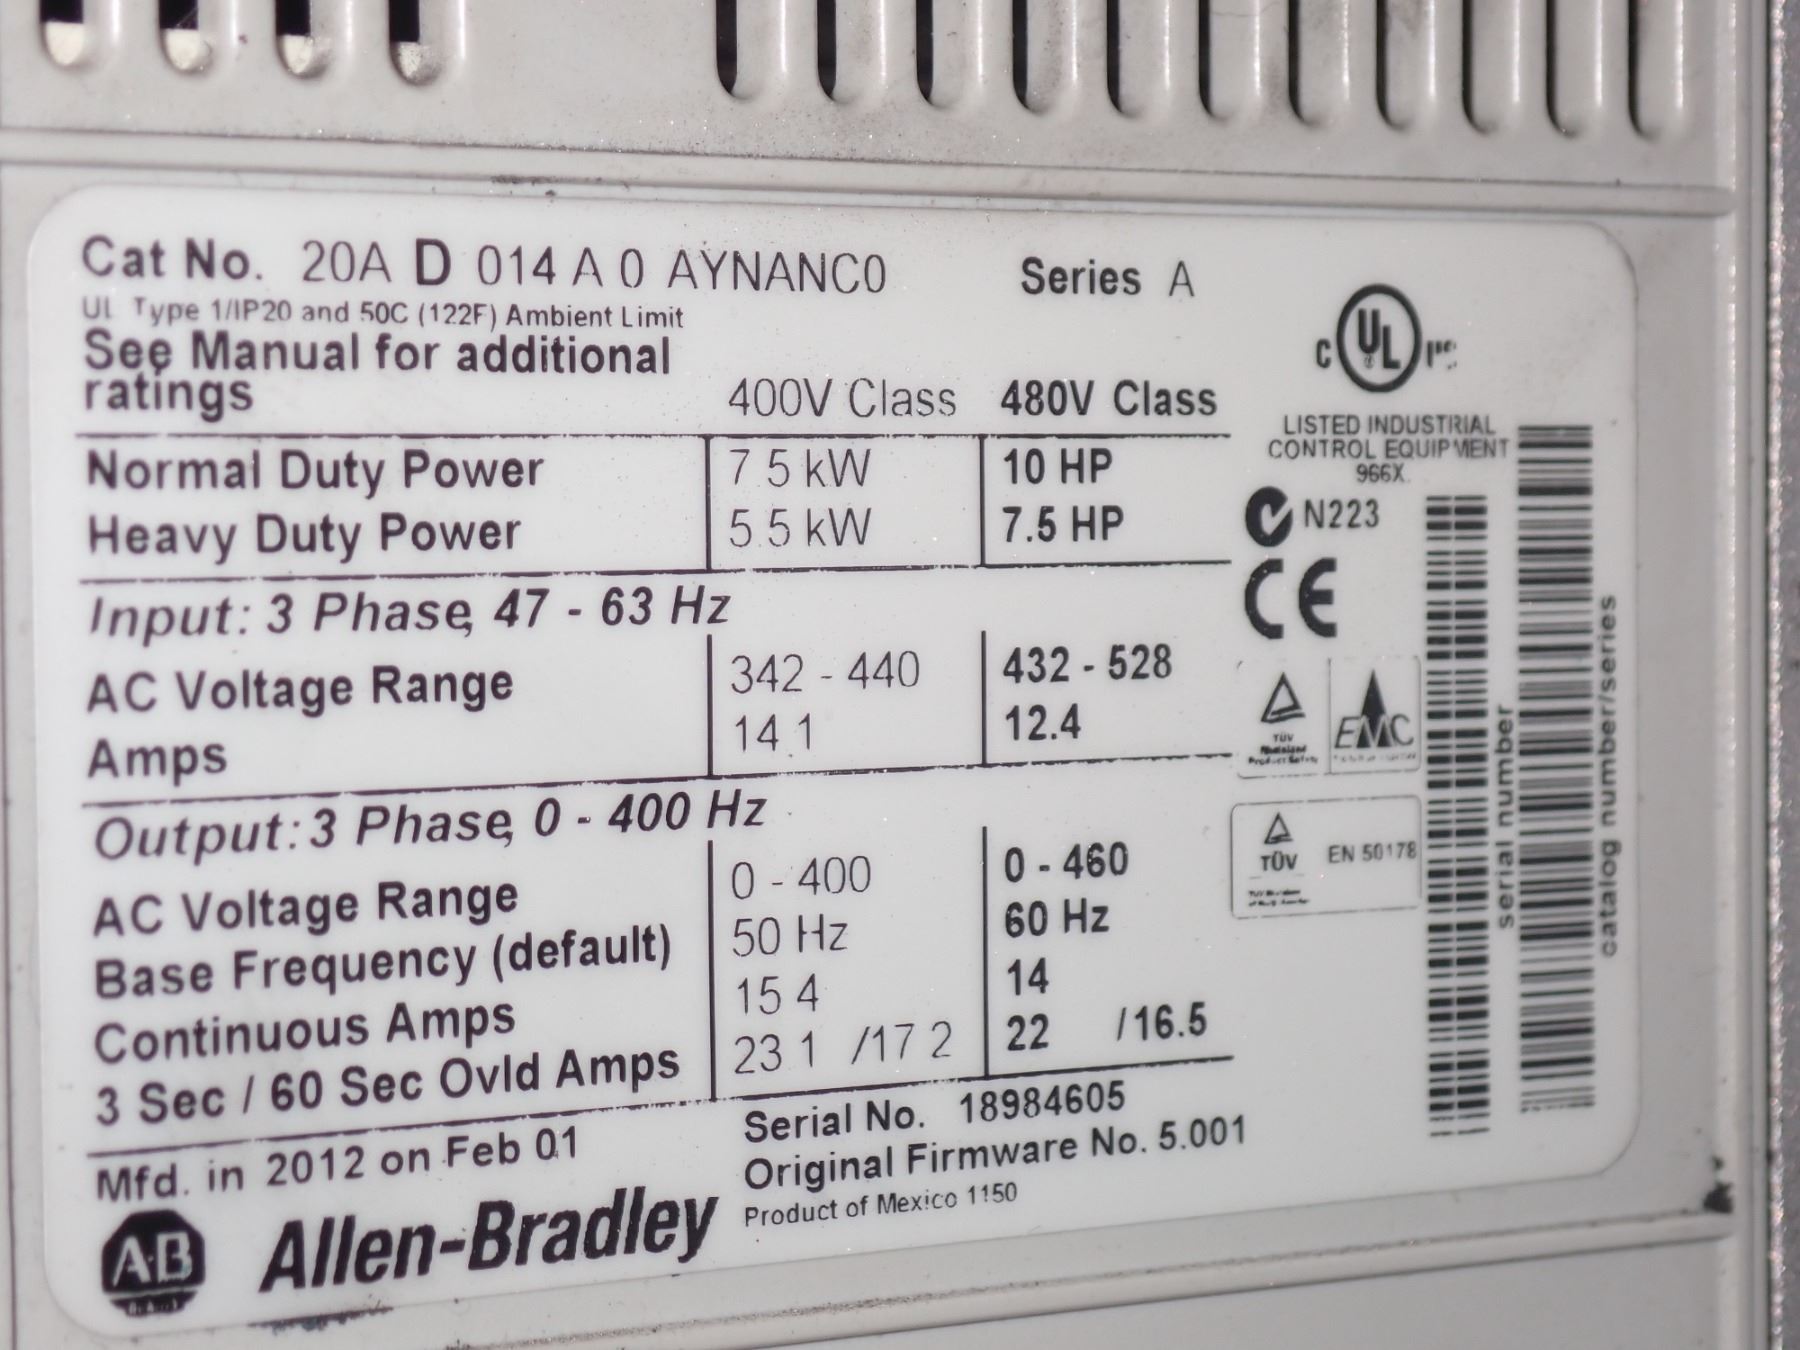 Cat No. 20A D 014 A 0 AYNANC0 Series A
UL Type 1/IP20 and 50C (122F) Ambient Limit
See Manual for additional
ratings 400V Class 480V Class
Normal Duty Power 7.5 kW 10 HP
Heavy Duty Power 5.5 kW 7.5 HP
Input: 3 Phase, 47 - 63 Hz
AC Voltage Range 342 - 440 432 - 528
Amps 14.1 12.4
Output: 3 Phase, 0 - 400 Hz
AC Voltage Range 0 - 400 0 - 460
Base Frequency (default) 50 Hz 60 Hz
Continuous Amps 15.4 14
3 Sec / 60 Sec Ovld Amps 23.1 /17.2 22 /16.5
Mfd. in 2012 on Feb 01
Serial No. 18984605
Original Firmware No. 5.001
Product of Mexico 1150
A-B Allen-Bradley
C UL
LISTED INDUSTRIAL
CONTROL EQUIPMENT
966X
N223
CE
TÜV
Product Safety
EMC
TÜV EN 50178
serial number
catalog number/series